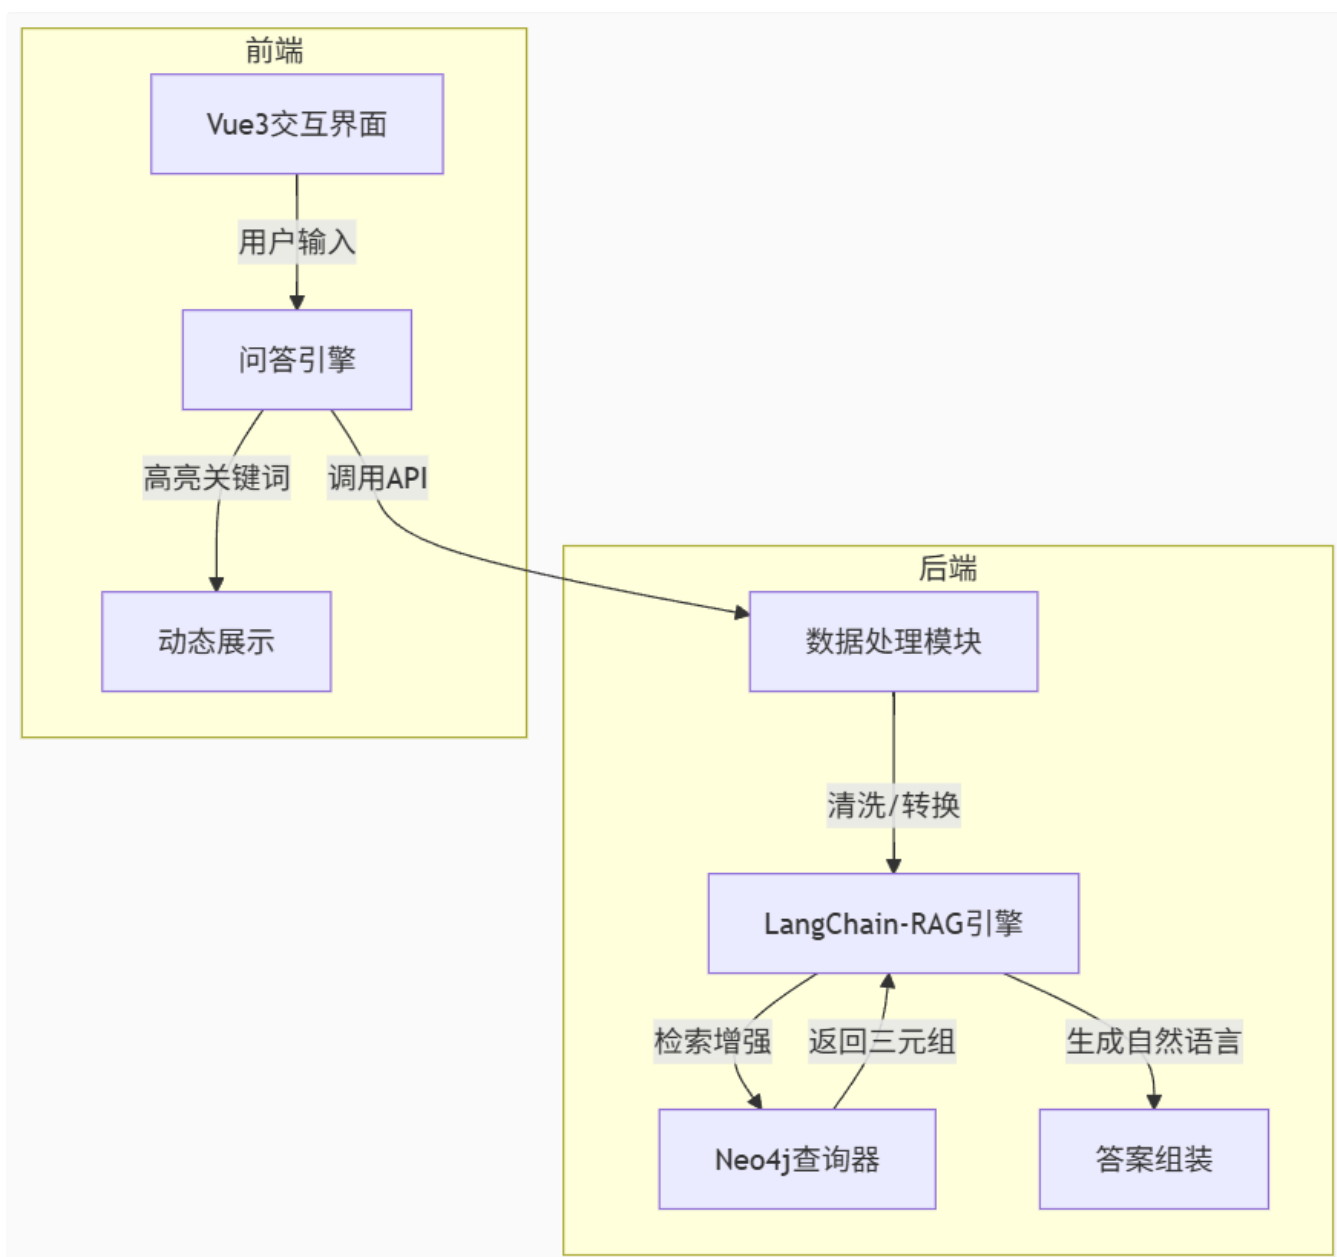 前端
Vue3交互界面
用户输入
问答引擎
高亮关键词
调用API
动态展示
后端
数据处理模块
清洗/转换
LangChain-RAG引擎
检索增强
返回三元组
生成自然语言
Neo4j查询器
答案组装